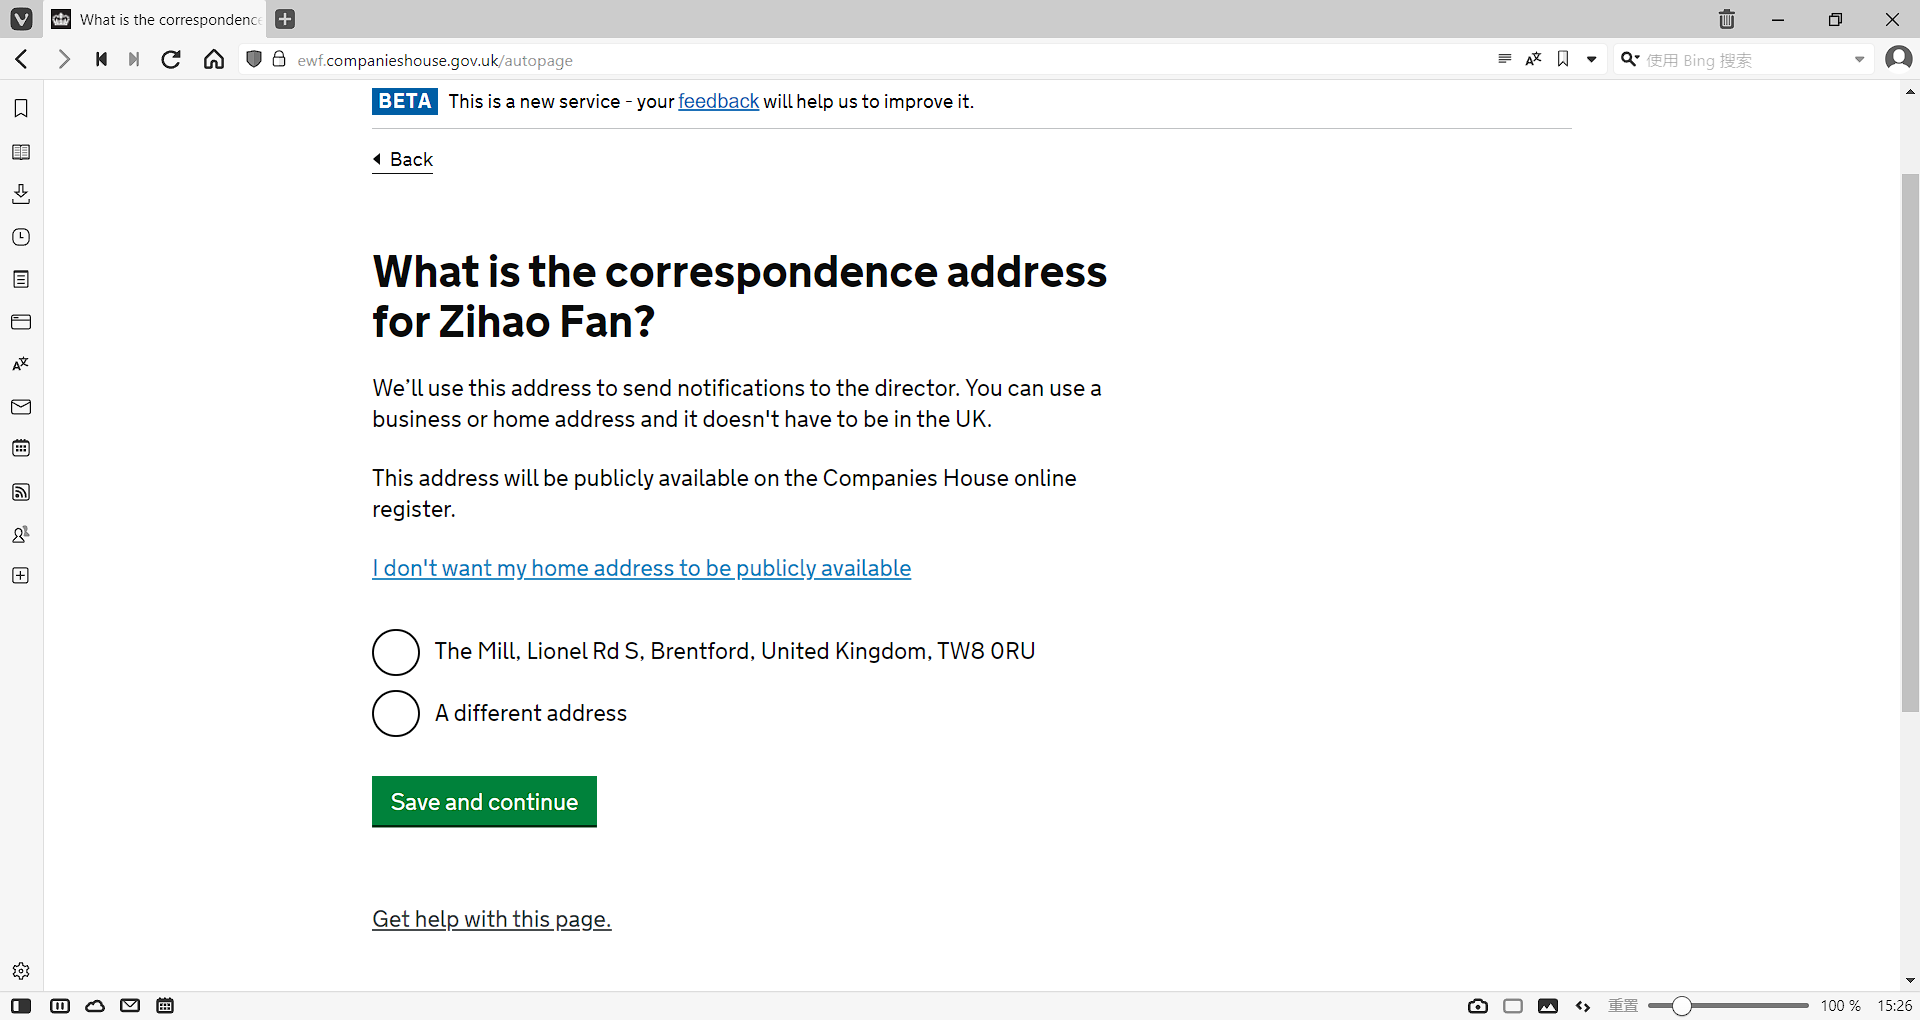 What is the correspondence
ewf.companieshouse.gov.uk/autopage
使用 Bing 搜索
BETA This is a new service - your feedback will help us to improve it.
Back
What is the correspondence address
for Zihao Fan?
We’ll use this address to send notifications to the director. You can use a
business or home address and it doesn't have to be in the UK.
This address will be publicly available on the Companies House online
register.
I don't want my home address to be publicly available
The Mill, Lionel Rd S, Brentford, United Kingdom, TW8 0RU
A different address
Save and continue
Get help with this page.
重置 100 % 15:26